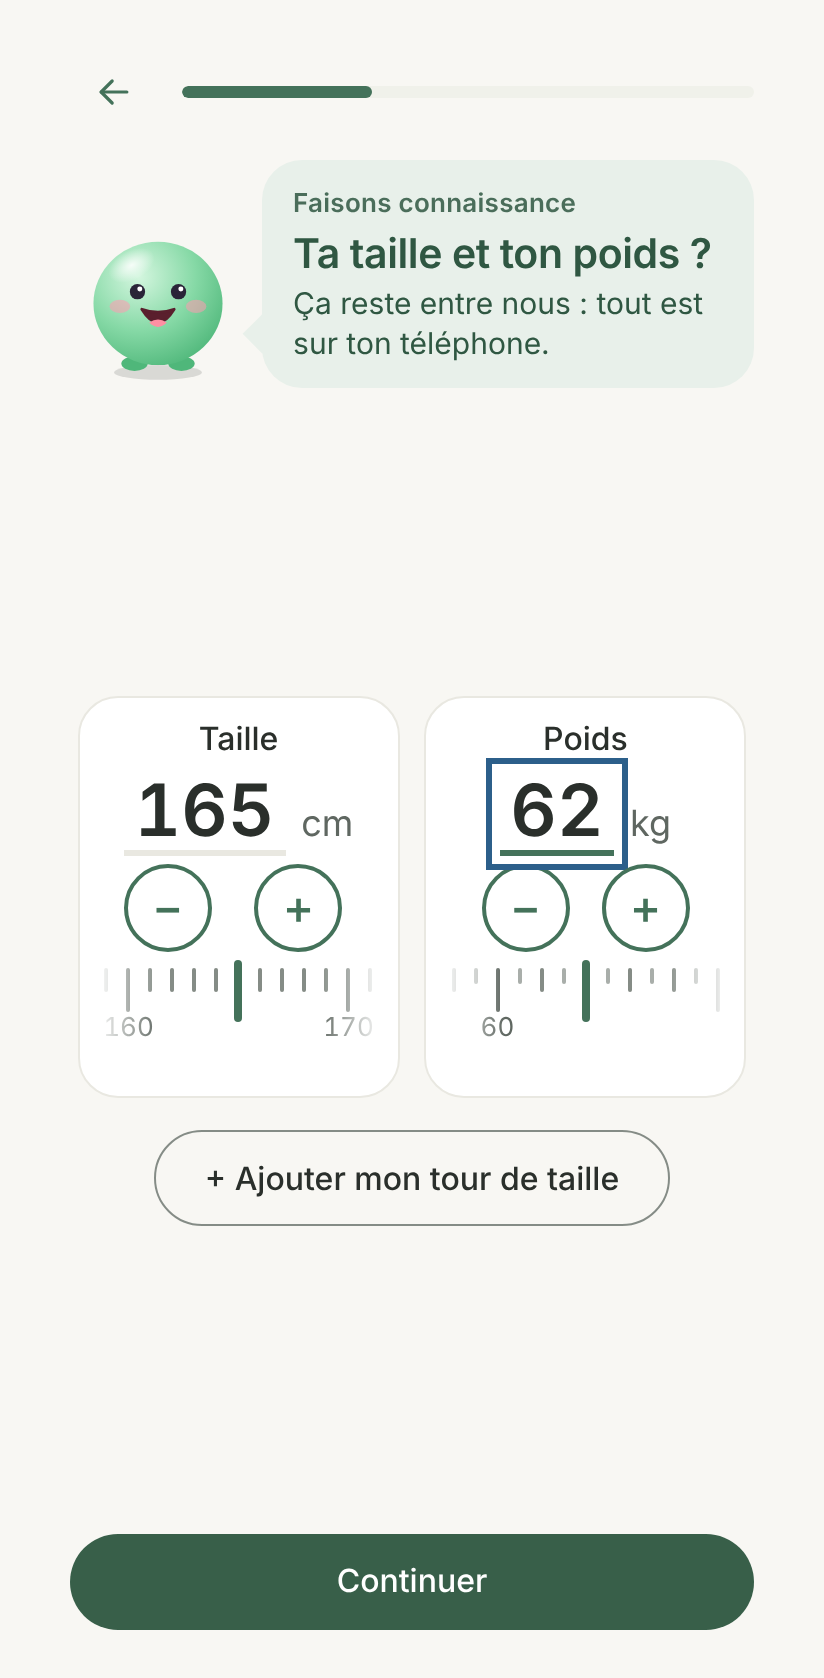 Faisons connaissance
Ta taille et ton poids ?
Ça reste entre nous : tout est
sur ton téléphone.
Taille
165 cm
− +
160 170
Poids
62 kg
− +
60
+ Ajouter mon tour de taille
Continuer